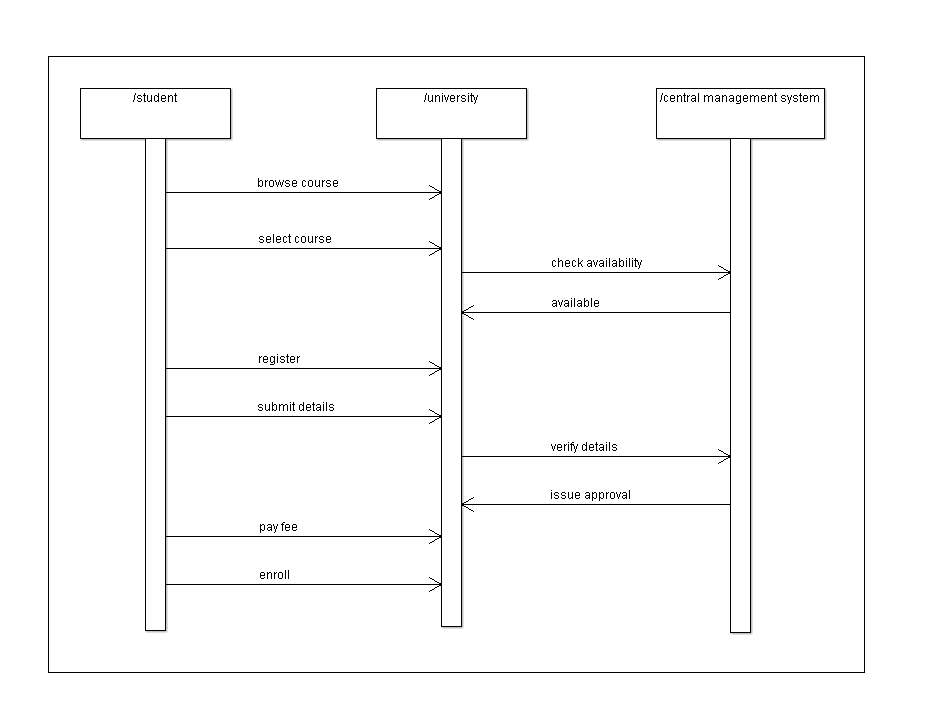 /student
/university
/central management system
browse course
select course
check availability
available
register
submit details
verify details
issue approval
pay fee
enroll